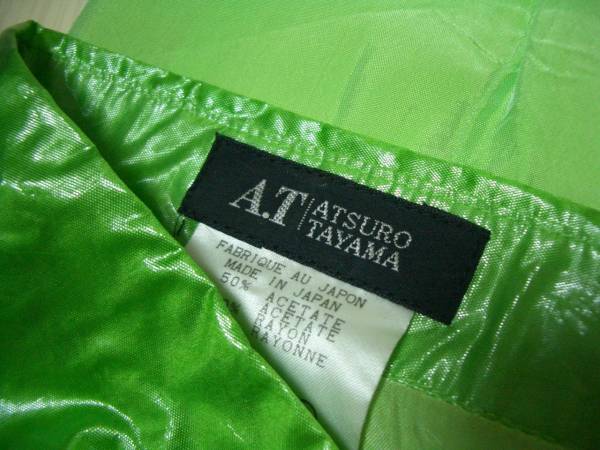 A.T ATSURO
TAYAMA
FABRIQUE AU JAPON
MADE IN JAPAN
50% ACETATE
ACETATE
RAYON
RAYONNE